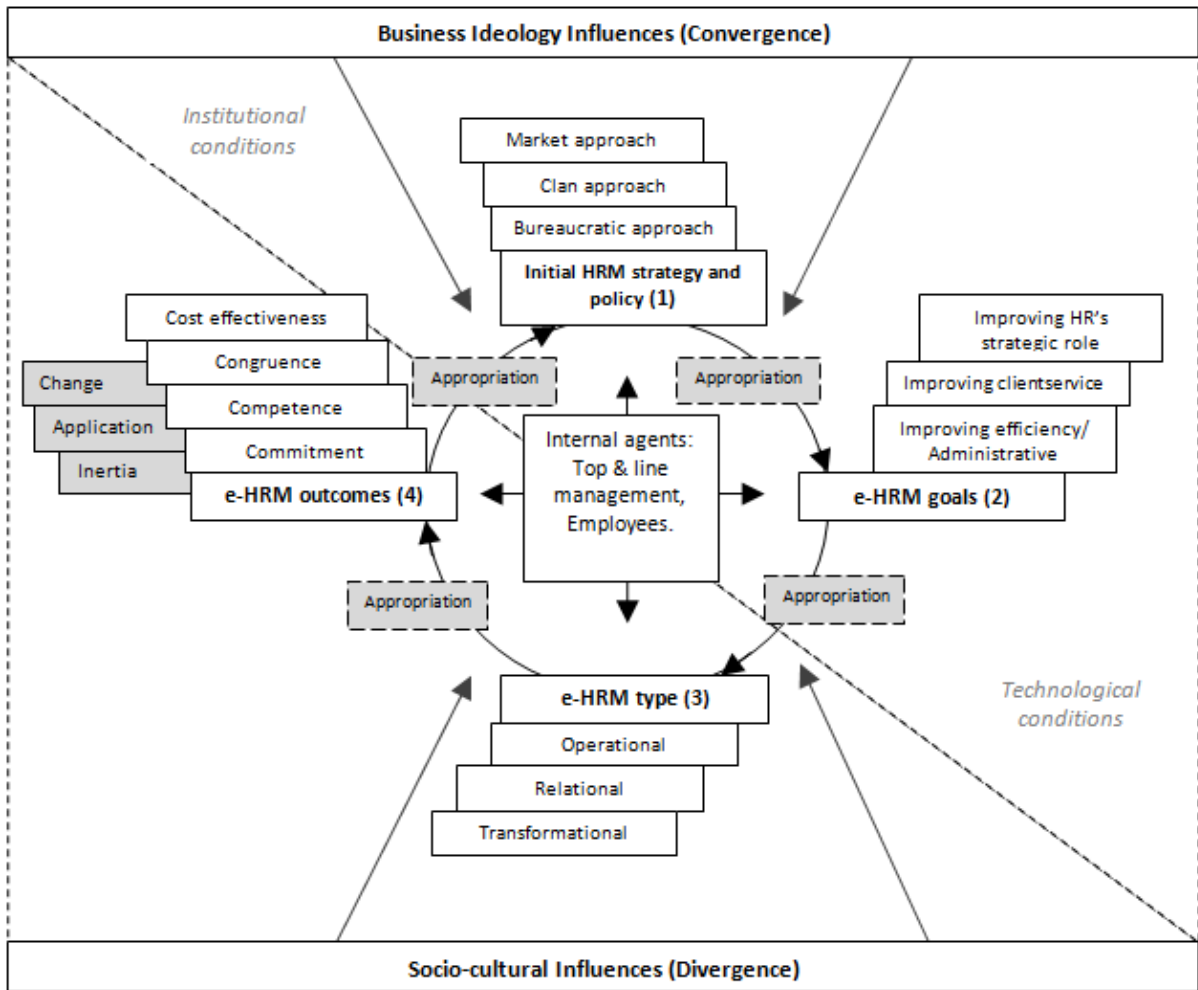 Business Ideology Influences (Convergence)
Institutional
conditions
Market approach
Clan approach
Bureaucratic approach
Initial HRM strategy and
policy (1)
Cost effectiveness
Congruence
Competence
Commitment
e-HRM outcomes (4)
Change
Application
Inertia
Appropriation
Appropriation
Improving HR's
strategic role
Improving clientservice
Improving efficiency/
Administrative
e-HRM goals (2)
Internal agents:
Top & line
management,
Employees.
Appropriation
Appropriation
e-HRM type (3)
Operational
Relational
Transformational
Technological
conditions
Socio-cultural Influences (Divergence)